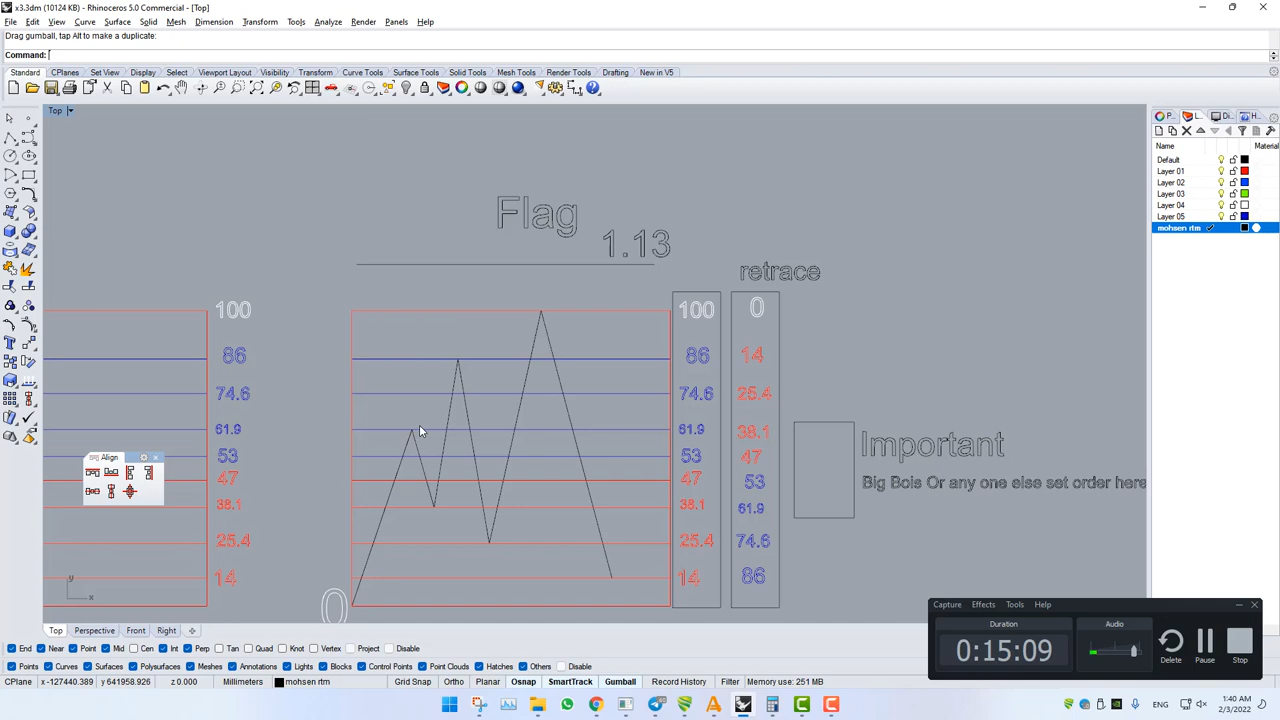 x3.3dm (10124 KB) - Rhinoceros 5.0 Commercial - [Top]
File Edit View Curve Surface Solid Mesh Dimension Transform Tools Analyze Render Panels Help
Drag gumball, tap Alt to make a duplicate:
Command:
Standard CPlanes Set View Display Select Viewport Layout Visibility Transform Curve Tools Surface Tools Solid Tools Mesh Tools Render Tools Drafting New in V5
Top
Name Material
Default
Layer 01
Layer 02
Layer 03
Layer 04
Layer 05
mohsen rtm
Flag
1.13
retrace
100 100 0
86 86 14
74.6 74.6 25.4
61.9 61.9 38.1
53 53 47
47 47 53
38.1 38.1 61.9
25.4 25.4 74.6
14 14 86
0
Align
Important
Big Bois Or any one else set order here
y
x
Capture Effects Tools Help
Duration Audio
0:15:09
Delete Pause Stop
Top Perspective Front Right
End Near Point Mid Cen Int Perp Tan Quad Knot Vertex Project Disable
Points Curves Surfaces Polysurfaces Meshes Annotations Lights Blocks Control Points Point Clouds Hatches Others Disable
CPlane x -127440.389 y 641958.926 z 0.000 Millimeters mohsen rtm Grid Snap Ortho Planar Osnap SmartTrack Gumball Record History Filter Memory use: 251 MB
ENG 1:40 AM
2/3/2022